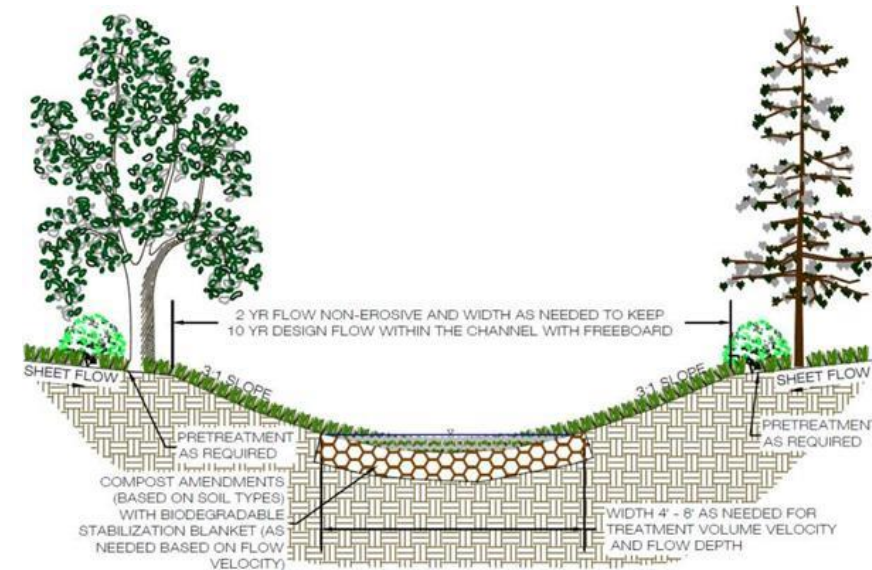 2 YR FLOW NON-EROSIVE AND WIDTH AS NEEDED TO KEEP
10 YR DESIGN FLOW WITHIN THE CHANNEL WITH FREEBOARD
SHEET FLOW
3:1 SLOPE
3:1 SLOPE
SHEET FLOW
PRETREATMENT
AS REQUIRED
PRETREATMENT
AS REQUIRED
COMPOST AMENDMENTS
(BASED ON SOIL TYPES)
WITH BIODEGRADABLE
STABILIZATION BLANKET (AS
NEEDED BASED ON FLOW
VELOCITY)
WIDTH 4' - 8' AS NEEDED FOR
TREATMENT VOLUME VELOCITY
AND FLOW DEPTH